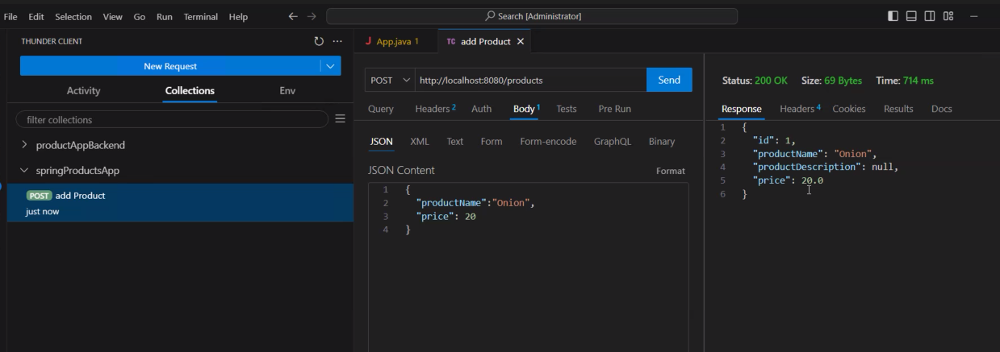 File Edit Selection View Go Run Terminal Help
Search [Administrator]
THUNDER CLIENT
New Request
Activity Collections Env
filter collections
productAppBackend
springProductsApp
POST add Product
just now
J App.java 1
TC add Product
POST http://localhost:8080/products Send
Query Headers 2 Auth Body 1 Tests Pre Run
JSON XML Text Form Form-encode GraphQL Binary
JSON Content Format
1 {
2 "productName":"Onion",
3 "price": 20
4 }
Status: 200 OK Size: 69 Bytes Time: 714 ms
Response Headers 4 Cookies Results Docs
1 {
2 "id": 1,
3 "productName": "Onion",
4 "productDescription": null,
5 "price": 20.0
6 }